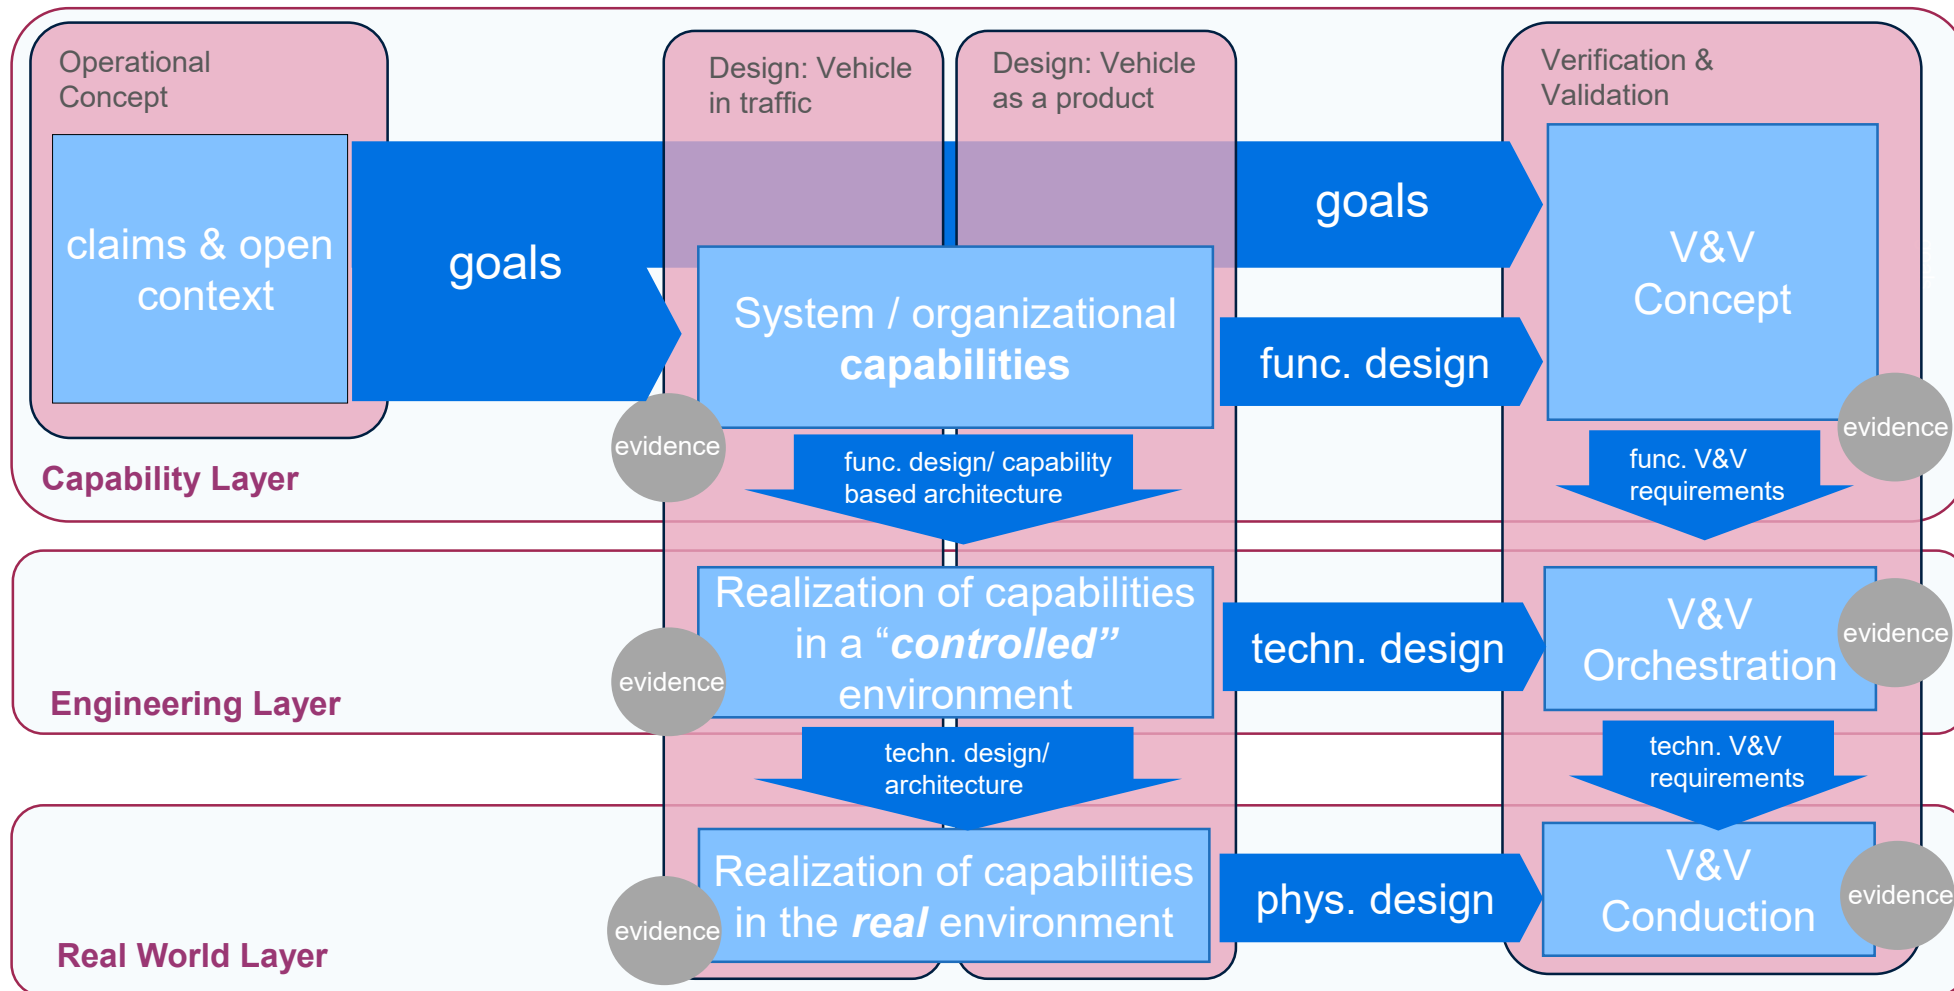 Operational
Concept
Design: Vehicle
in traffic
Design: Vehicle
as a product
Verification &
Validation
claims & open
context
goals
goals
V&V
Concept
System / organizational
capabilities
func. design
evidence
evidence
Capability Layer
func. design/ capability
based architecture
func. V&V
requirements
Realization of capabilities
in a “controlled”
environment
techn. design
V&V
Orchestration
evidence
evidence
Engineering Layer
techn. design/
architecture
techn. V&V
requirements
Realization of capabilities
in the real environment
phys. design
V&V
Conduction
evidence
evidence
Real World Layer